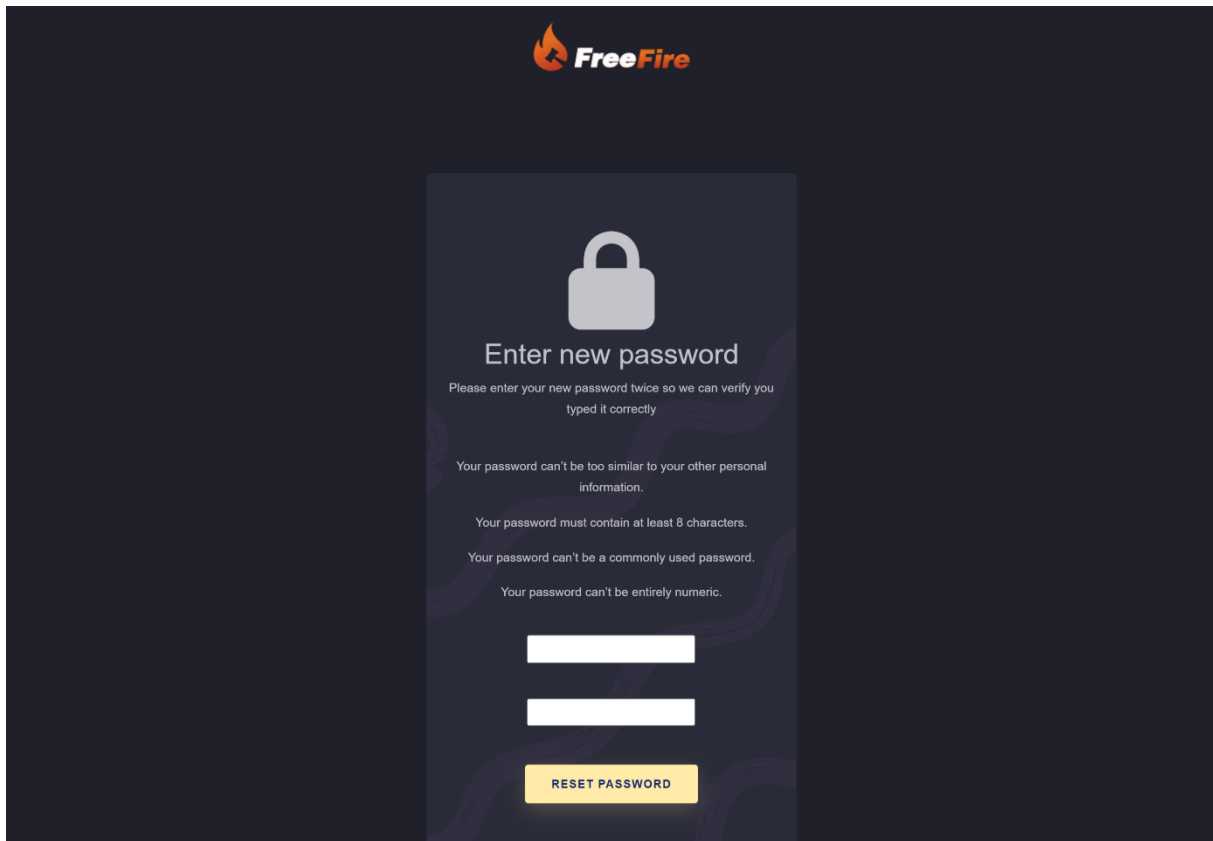 FreeFire
Enter new password
Please enter your new password twice so we can verify you
typed it correctly
Your password can't be too similar to your other personal
information.
Your password must contain at least 8 characters.
Your password can't be a commonly used password.
Your password can't be entirely numeric.
RESET PASSWORD